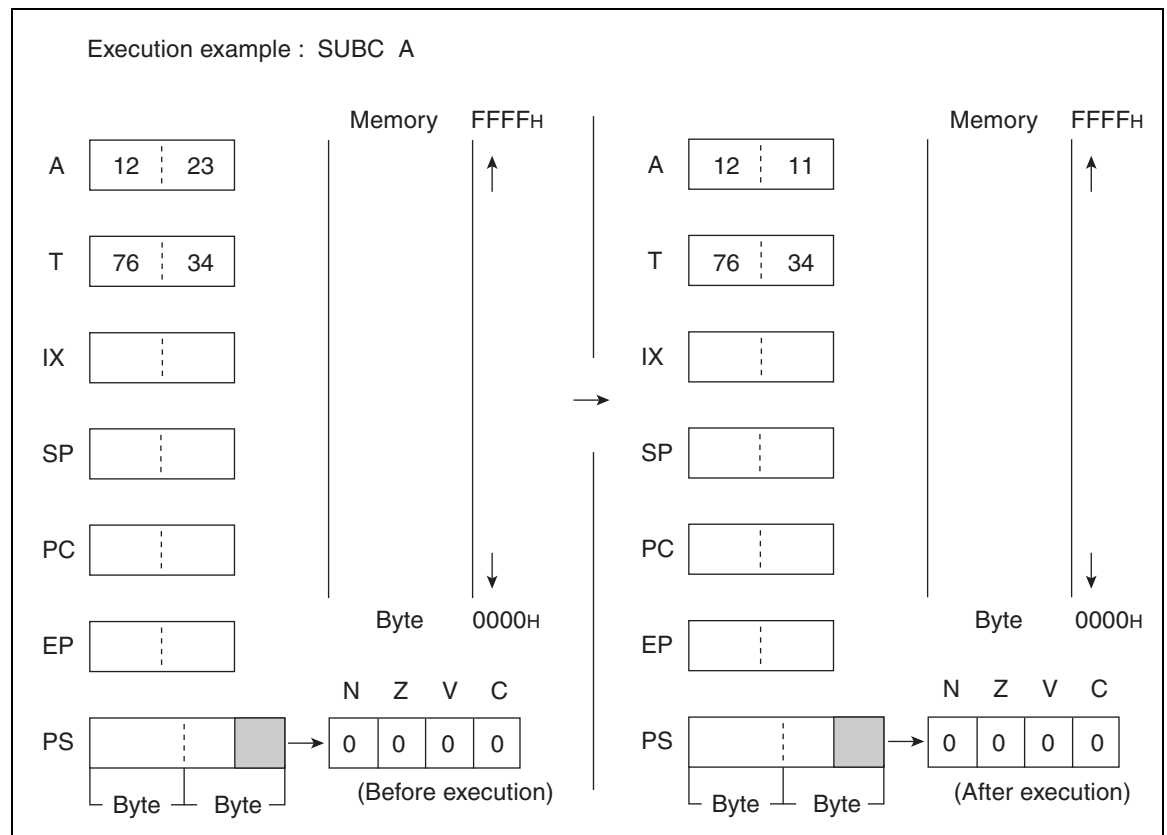 Execution example : SUBC A
Memory FFFFH
A 12 23
T 76 34
IX
SP
PC
Byte 0000H
EP
N Z V C
PS 0 0 0 0
Byte Byte (Before execution)
Memory FFFFH
A 12 11
T 76 34
IX
SP
PC
Byte 0000H
EP
N Z V C
PS 0 0 0 0
Byte Byte (After execution)